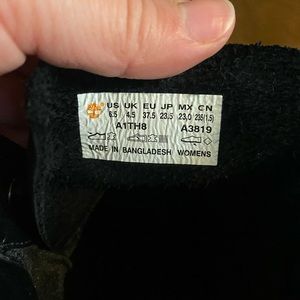 US UK EU JP MX CN
6.5 4.5 37.5 23.5 23.0 235(1.5)
A1TH8 A3819
MADE IN BANGLADESH WOMENS